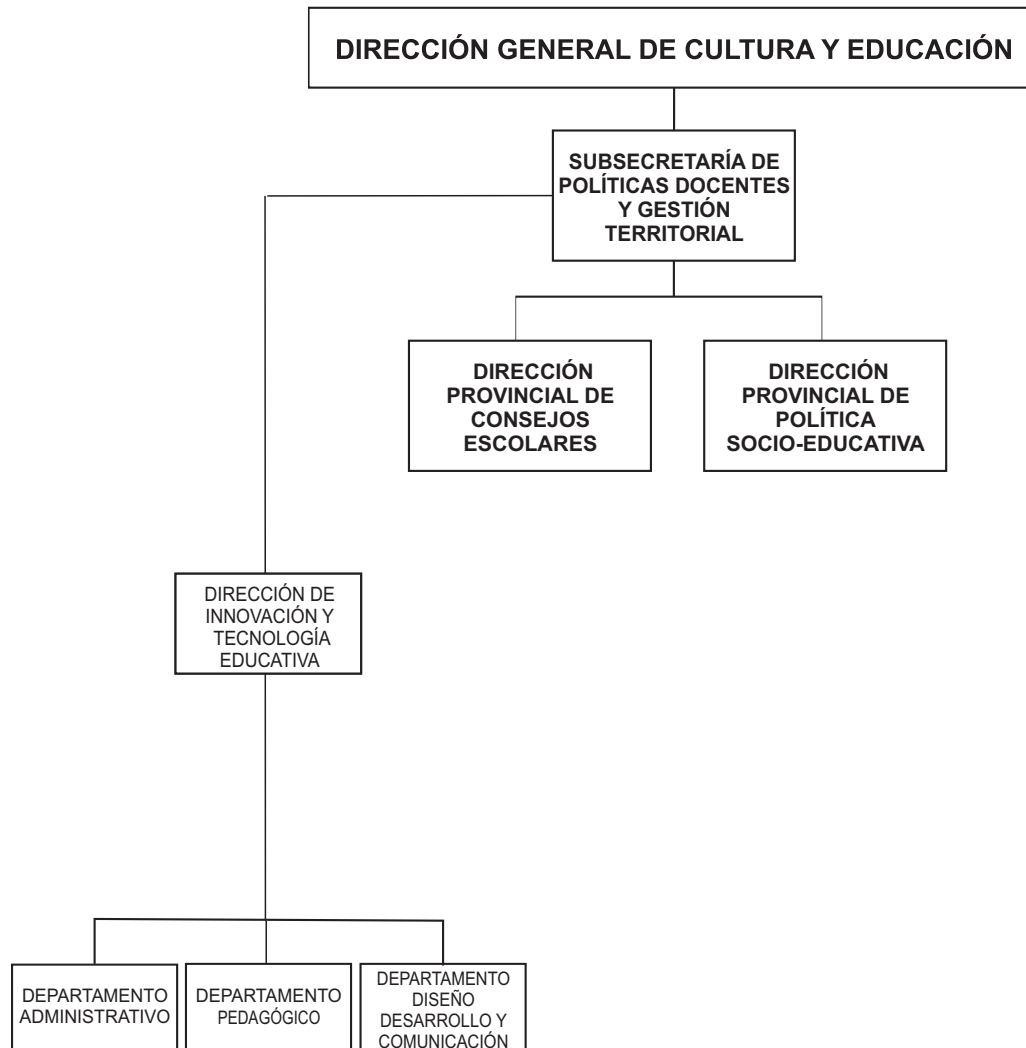 DIRECCIÓN GENERAL DE CULTURA Y EDUCACIÓN
SUBSECRETARÍA DE
POLÍTICAS DOCENTES
Y GESTIÓN
TERRITORIAL
DIRECCIÓN
PROVINCIAL DE
CONSEJOS
ESCOLARES
DIRECCIÓN
PROVINCIAL DE
POLÍTICA
SOCIO-EDUCATIVA
DIRECCIÓN DE
INNOVACIÓN Y
TECNOLOGÍA
EDUCATIVA
DEPARTAMENTO
ADMINISTRATIVO
DEPARTAMENTO
PEDAGÓGICO
DEPARTAMENTO
DISEÑO
DESARROLLO Y
COMUNICACIÓN